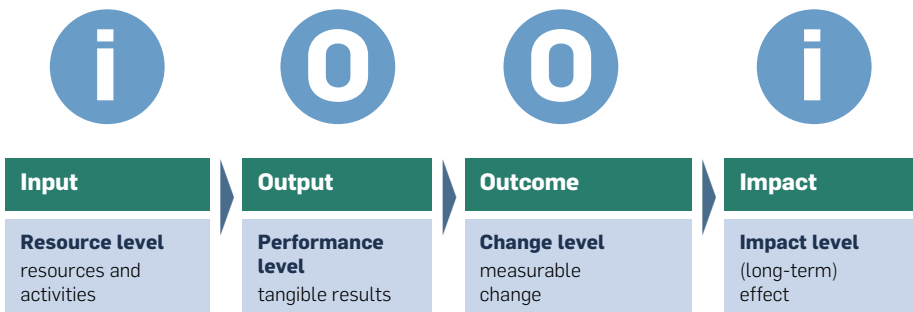 i
O
O
i
Input
Output
Outcome
Impact
Resource level
resources and
activities
Performance
level
tangible results
Change level
measurable
change
Impact level
(long-term)
effect